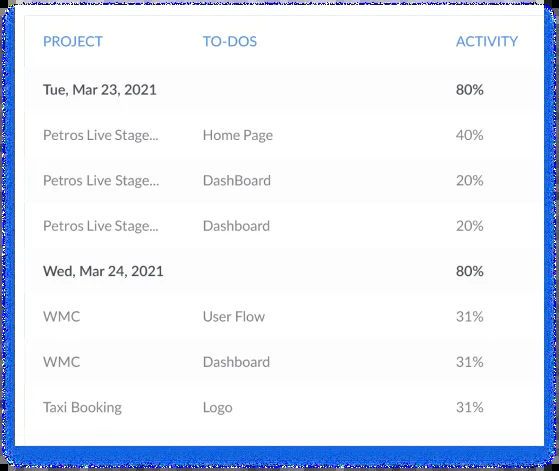 PROJECT TO-DOS ACTIVITY
Tue, Mar 23, 2021 80%
Petros Live Stage... Home Page 40%
Petros Live Stage... DashBoard 20%
Petros Live Stage... Dashboard 20%
Wed, Mar 24, 2021 80%
WMC User Flow 31%
WMC Dashboard 31%
Taxi Booking Logo 31%